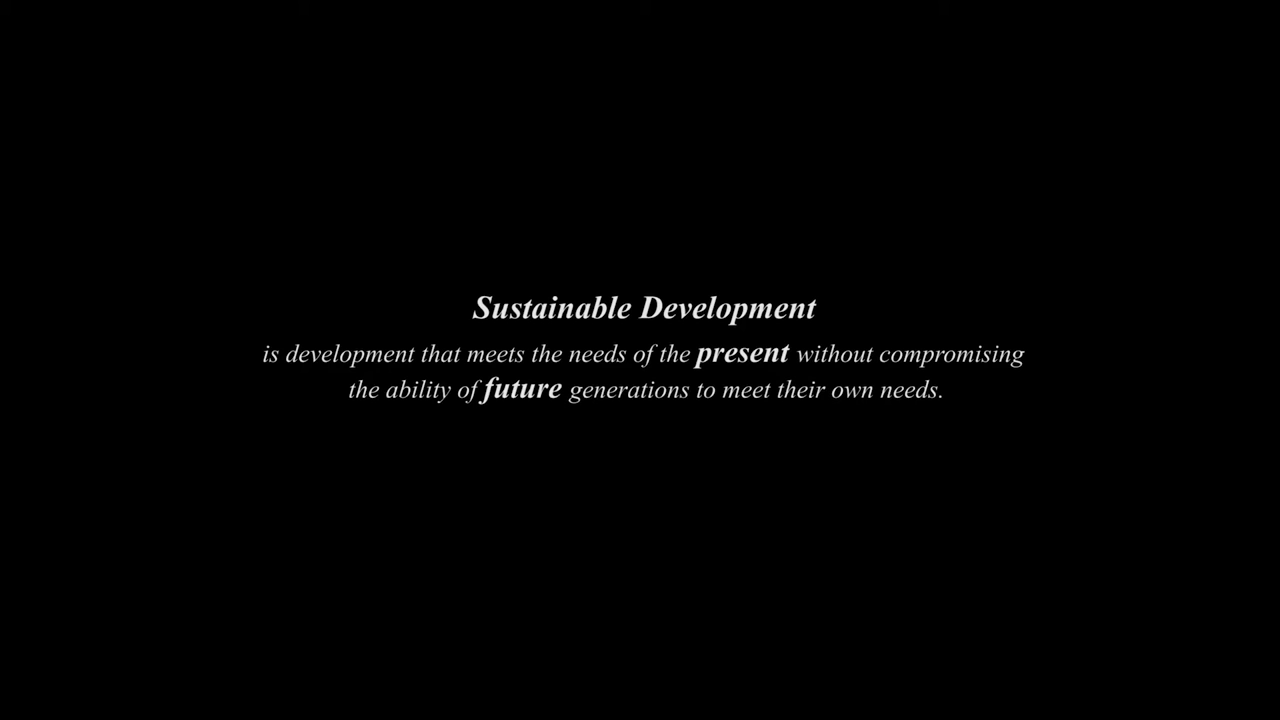 Sustainable Development
is development that meets the needs of the present without compromising
the ability of future generations to meet their own needs.